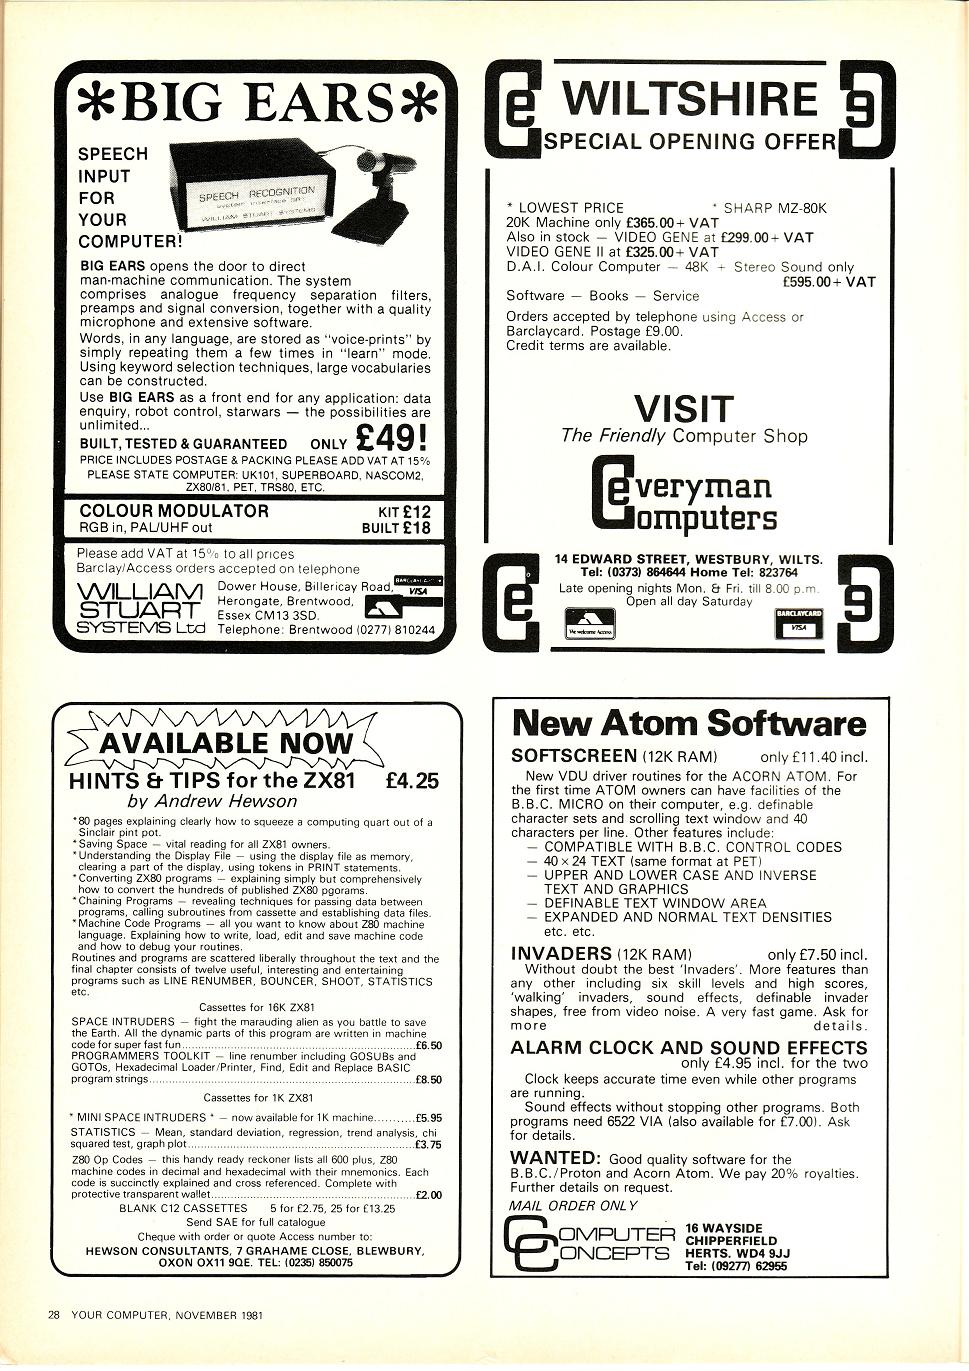 *BIG EARS*
SPEECH
INPUT
FOR
YOUR
COMPUTER!
SPEECH RECOGNITION
WILLIAM STUART SYSTEMS
BIG EARS opens the door to direct
man-machine communication. The system
comprises analogue frequency separation filters,
preamps and signal conversion, together with a quality
microphone and extensive software.
Words, in any language, are stored as "voice-prints" by
simply repeating them a few times in "learn" mode.
Using keyword selection techniques, large vocabularies
can be constructed.
Use BIG EARS as a front end for any application: data
enquiry, robot control, starwars — the possibilities are
unlimited...
BUILT, TESTED & GUARANTEED ONLY £49!
PRICE INCLUDES POSTAGE & PACKING PLEASE ADD VAT AT 15%
PLEASE STATE COMPUTER: UK101, SUPERBOARD, NASCOM2,
ZX80/81, PET, TRS80, ETC.
COLOUR MODULATOR KIT £12
RGB in, PAL/UHF out BUILT £18
Please add VAT at 15% to all prices
Barclay/Access orders accepted on telephone
WILLIAM
STUART
SYSTEMS Ltd
Dower House, Billericay Road,
Herongate, Brentwood,
Essex CM13 3SD.
Telephone: Brentwood (0277) 810244
BARCLAYCARD
VISA
WILTSHIRE
SPECIAL OPENING OFFER
* LOWEST PRICE * SHARP MZ-80K
20K Machine only £365.00 + VAT
Also in stock — VIDEO GENE at £299.00 + VAT
VIDEO GENE II at £325.00 + VAT
D.A.I. Colour Computer — 48K + Stereo Sound only
£595.00 + VAT
Software — Books — Service
Orders accepted by telephone using Access or
Barclaycard. Postage £9.00.
Credit terms are available.
VISIT
The Friendly Computer Shop
everyman
Computers
14 EDWARD STREET, WESTBURY, WILTS.
Tel: (0373) 864644 Home Tel: 823764
Late opening nights Mon. & Fri. till 8.00 p.m.
Open all day Saturday
We welcome Access
BARCLAYCARD
VISA
AVAILABLE NOW
HINTS & TIPS for the ZX81 £4.25
by Andrew Hewson
*80 pages explaining clearly how to squeeze a computing quart out of a
Sinclair pint pot.
*Saving Space — vital reading for all ZX81 owners.
*Understanding the Display File — using the display file as memory,
clearing a part of the display, using tokens in PRINT statements.
*Converting ZX80 programs — explaining simply but comprehensively
how to convert the hundreds of published ZX80 pgorams.
*Chaining Programs — revealing techniques for passing data between
programs, calling subroutines from cassette and establishing data files.
*Machine Code Programs — all you want to know about Z80 machine
language. Explaining how to write, load, edit and save machine code
and how to debug your routines.
Routines and programs are scattered liberally throughout the text and the
final chapter consists of twelve useful, interesting and entertaining
programs such as LINE RENUMBER, BOUNCER, SHOOT, STATISTICS
etc.
Cassettes for 16K ZX81
SPACE INTRUDERS — fight the marauding alien as you battle to save
the Earth. All the dynamic parts of this program are written in machine
code for super fast fun...£6.50
PROGRAMMERS TOOLKIT — line renumber including GOSUBs and
GOTOs, Hexadecimal Loader/Printer, Find, Edit and Replace BASIC
program strings...£8.50
Cassettes for 1K ZX81
* MINI SPACE INTRUDERS * — now available for 1K machine...£5.95
STATISTICS — Mean, standard deviation, regression, trend analysis, chi
squared test, graph plot...£3.75
Z80 Op Codes — this handy ready reckoner lists all 600 plus, Z80
machine codes in decimal and hexadecimal with their mnemonics. Each
code is succinctly explained and cross referenced. Complete with
protective transparent wallet...£2.00
BLANK C12 CASSETTES 5 for £2.75, 25 for £13.25
Send SAE for full catalogue
Cheque with order or quote Access number to:
HEWSON CONSULTANTS, 7 GRAHAME CLOSE, BLEWBURY,
OXON OX11 9QE. TEL: (0235) 850075
New Atom Software
SOFTSCREEN (12K RAM) only £11.40 incl.
New VDU driver routines for the ACORN ATOM. For
the first time ATOM owners can have facilities of the
B.B.C. MICRO on their computer, e.g. definable
character sets and scrolling text window and 40
characters per line. Other features include:
— COMPATIBLE WITH B.B.C. CONTROL CODES
— 40 × 24 TEXT (same format at PET)
— UPPER AND LOWER CASE AND INVERSE
TEXT AND GRAPHICS
— DEFINABLE TEXT WINDOW AREA
— EXPANDED AND NORMAL TEXT DENSITIES
etc. etc.
INVADERS (12K RAM) only £7.50 incl.
Without doubt the best 'Invaders'. More features than
any other including six skill levels and high scores,
'walking' invaders, sound effects, definable invader
shapes, free from video noise. A very fast game. Ask for
more details.
ALARM CLOCK AND SOUND EFFECTS
only £4.95 incl. for the two
Clock keeps accurate time even while other programs
are running.
Sound effects without stopping other programs. Both
programs need 6522 VIA (also available for £7.00). Ask
for details.
WANTED: Good quality software for the
B.B.C./Proton and Acorn Atom. We pay 20% royalties.
Further details on request.
MAIL ORDER ONLY
COMPUTER
CONCEPTS
16 WAYSIDE
CHIPPERFIELD
HERTS. WD4 9JJ
Tel: (09277) 62955
28 YOUR COMPUTER, NOVEMBER 1981